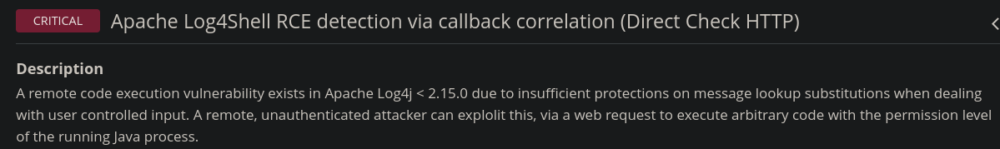 CRITICAL Apache Log4Shell RCE detection via callback correlation (Direct Check HTTP)
Description
A remote code execution vulnerability exists in Apache Log4j < 2.15.0 due to insufficient protections on message lookup substitutions when dealing
with user controlled input. A remote, unauthenticated attacker can explolit this, via a web request to execute arbitrary code with the permission level
of the running Java process.